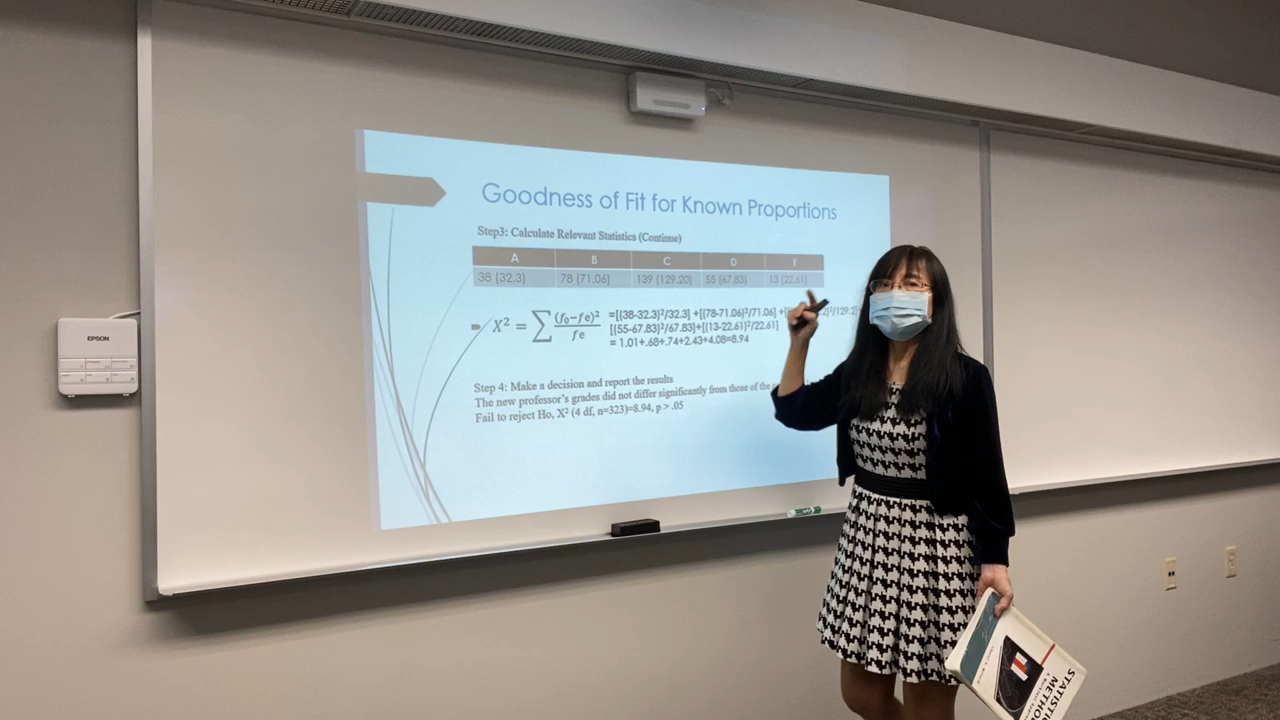 EPSON
Goodness of Fit for Known Proportions
Step3: Calculate Relevant Statistics (Continue)
A B C D F
38 (32.3) 78 (71.06) 139 (129.20) 55 (67.83) 13 (22.61)
X² = ∑ (f₀−fe)² / fe =[(38-32.3)²/32.3] +[(78-71.06)²/71.06] +[ )²/129.2]
[(55-67.83)²/67.83]+[(13-22.61)²/22.61]
= 1.01+.68+.74+2.43+4.08=8.94
Step 4: Make a decision and report the results
The new professor's grades did not differ significantly from those of the
Fail to reject Ho, X² (4 df, n=323)=8.94, p > .05
STATISTI
METHO